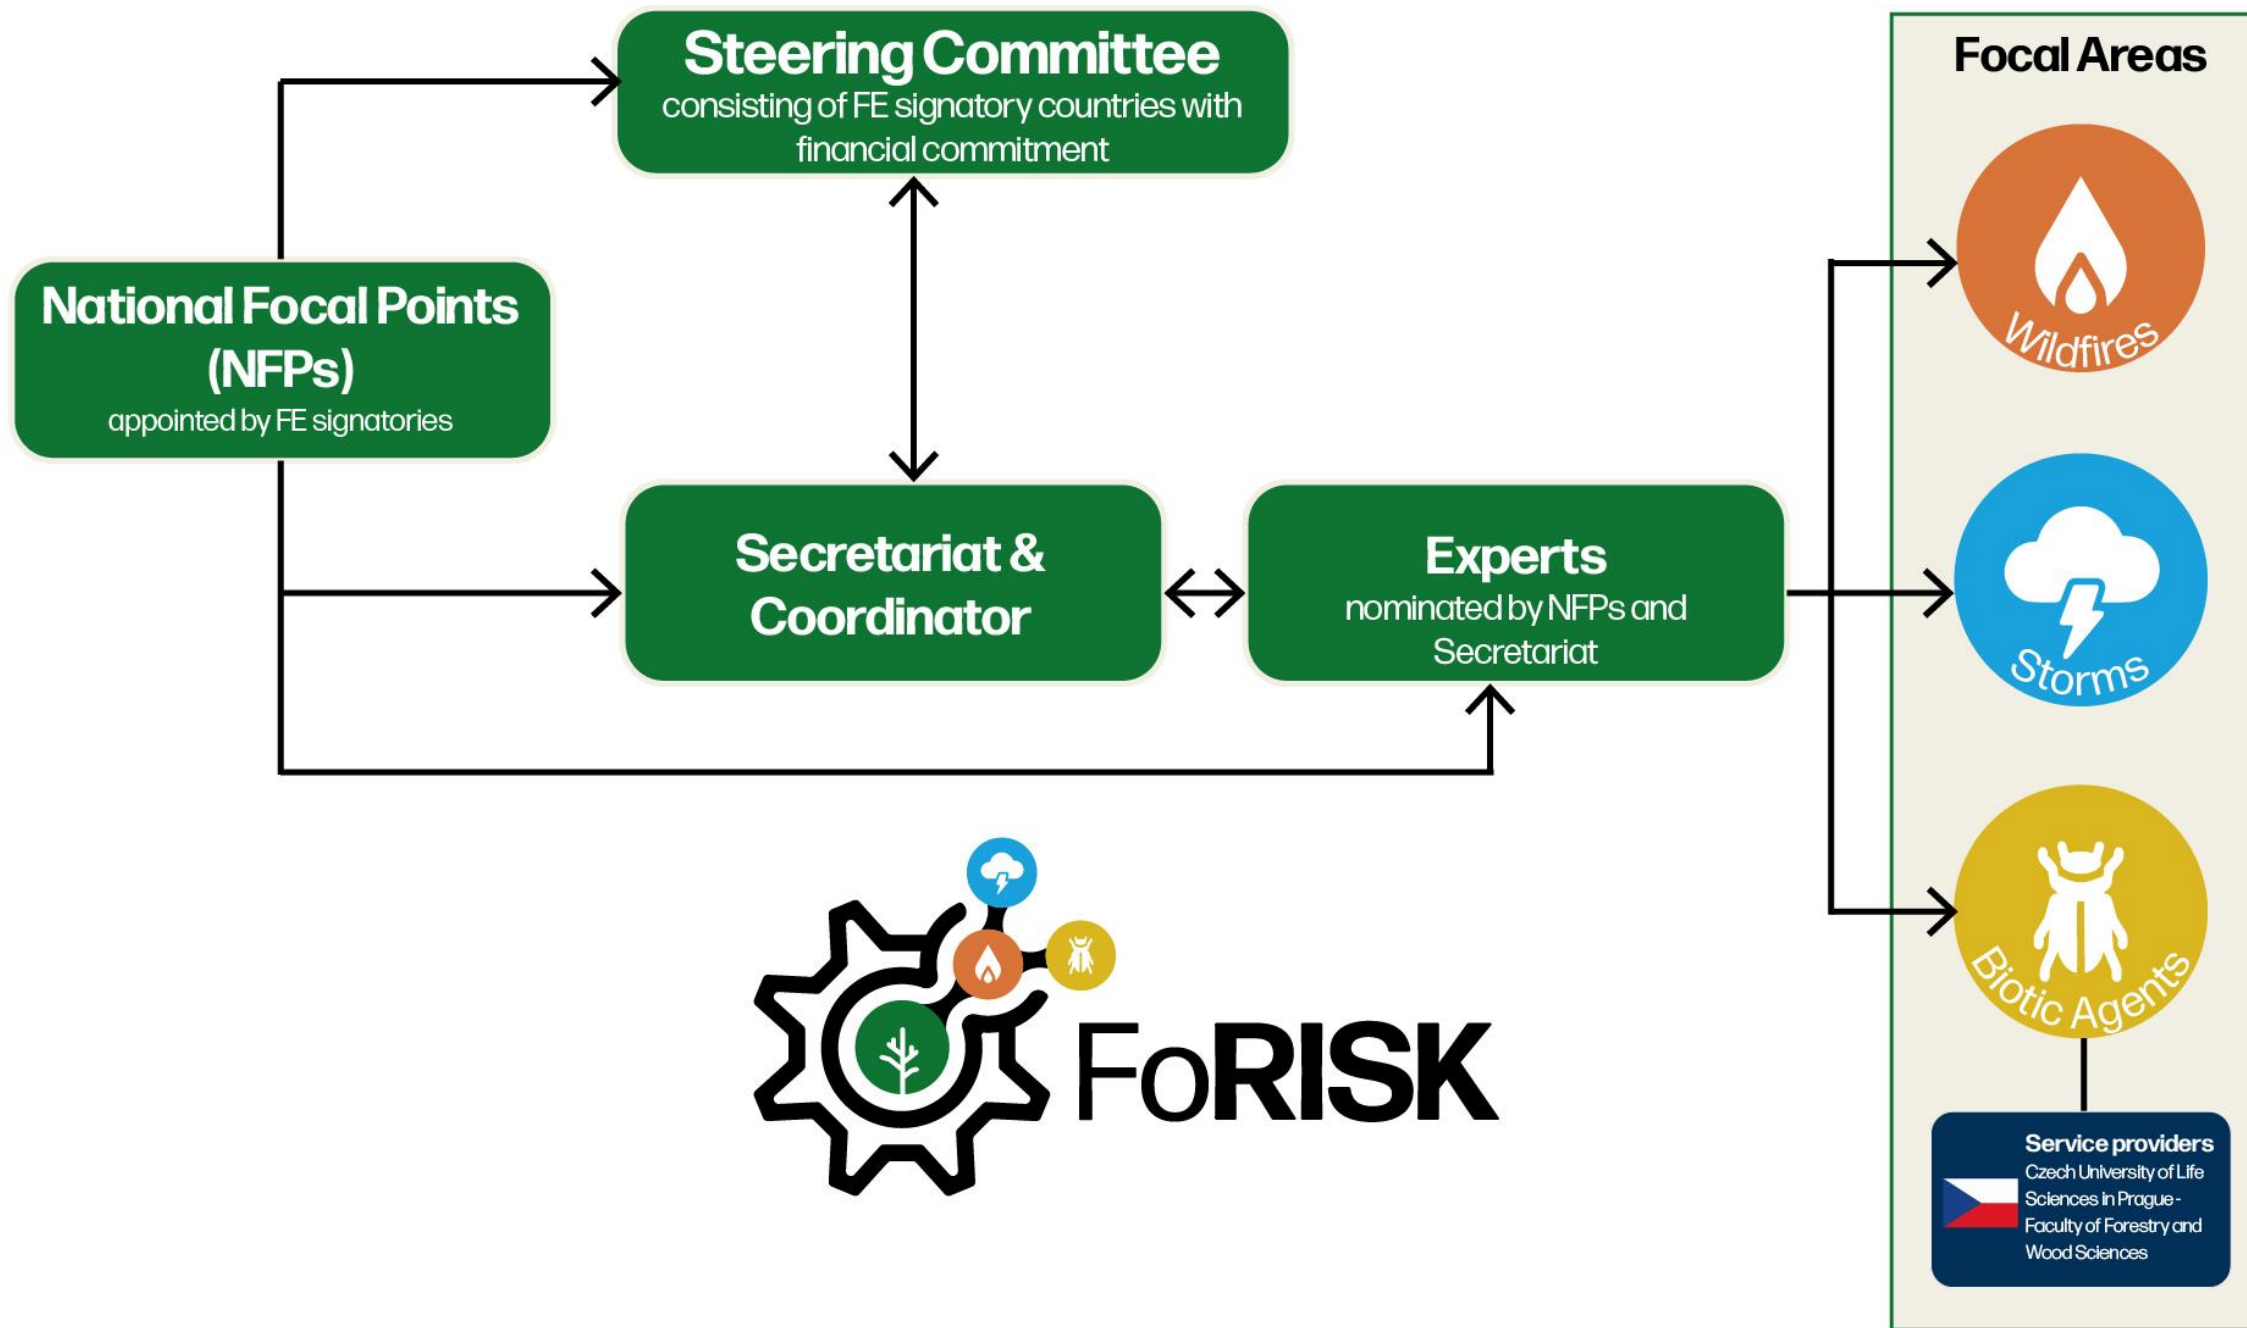 Steering Committee
consisting of FE signatory countries with
financial commitment
National Focal Points
(NFPs)
appointed by FE signatories
Secretariat &
Coordinator
Experts
nominated by NFPs and
Secretariat
Focal Areas
Wildfires
Storms
Biotic Agents
Service providers
Czech University of Life
Sciences in Prague -
Faculty of Forestry and
Wood Sciences
FoRISK